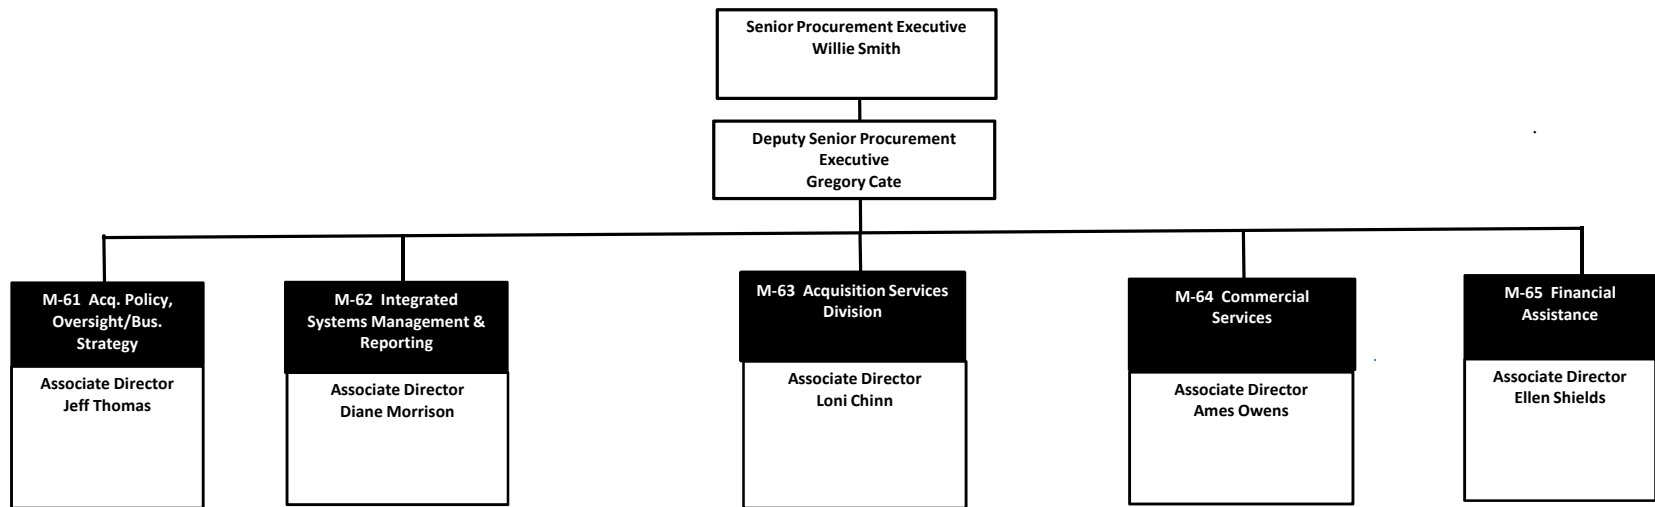 Senior Procurement Executive
Willie Smith
Deputy Senior Procurement
Executive
Gregory Cate
M-61 Acq. Policy,
Oversight/Bus.
Strategy
Associate Director
Jeff Thomas
M-62 Integrated
Systems Management &
Reporting
Associate Director
Diane Morrison
M-63 Acquisition Services
Division
Associate Director
Loni Chinn
M-64 Commercial
Services
Associate Director
Ames Owens
M-65 Financial
Assistance
Associate Director
Ellen Shields